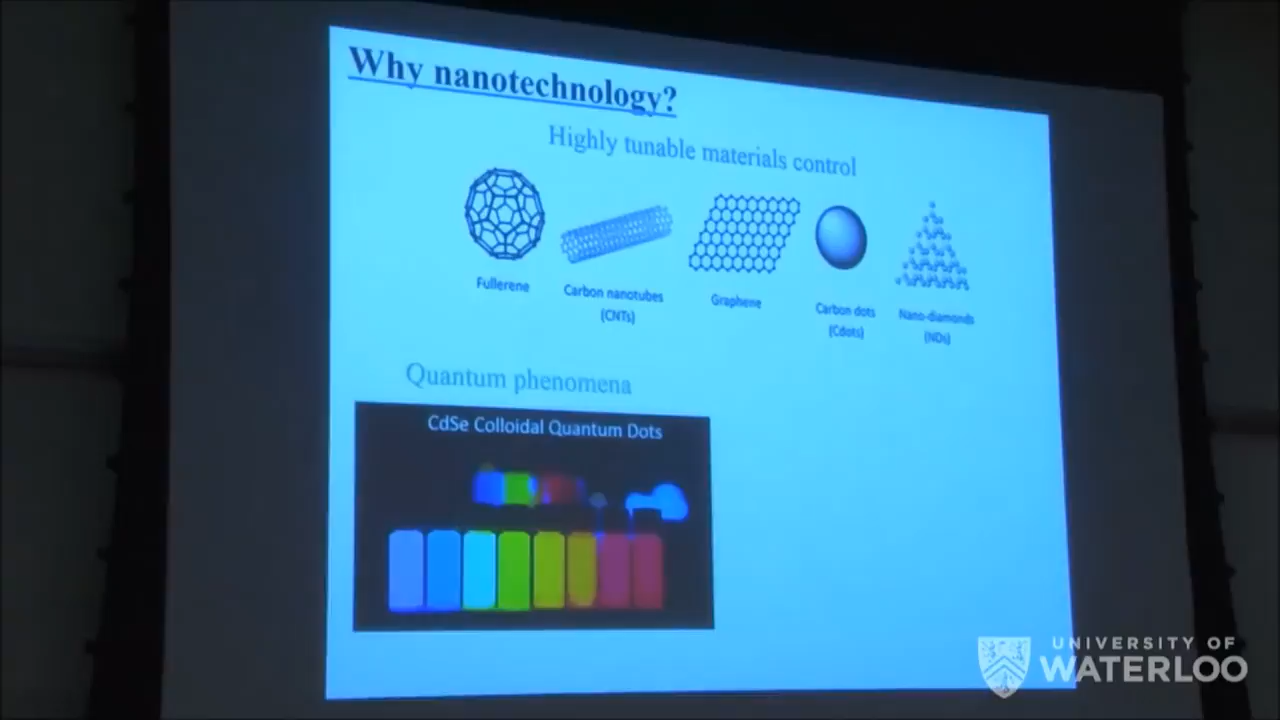 Why nanotechnology?
Highly tunable materials control
Fullerene
Carbon nanotubes
(CNTs)
Graphene
Carbon dots
(Cdots)
Nano-diamonds
(NDs)
Quantum phenomena
CdSe Colloidal Quantum Dots
UNIVERSITY OF
WATERLOO